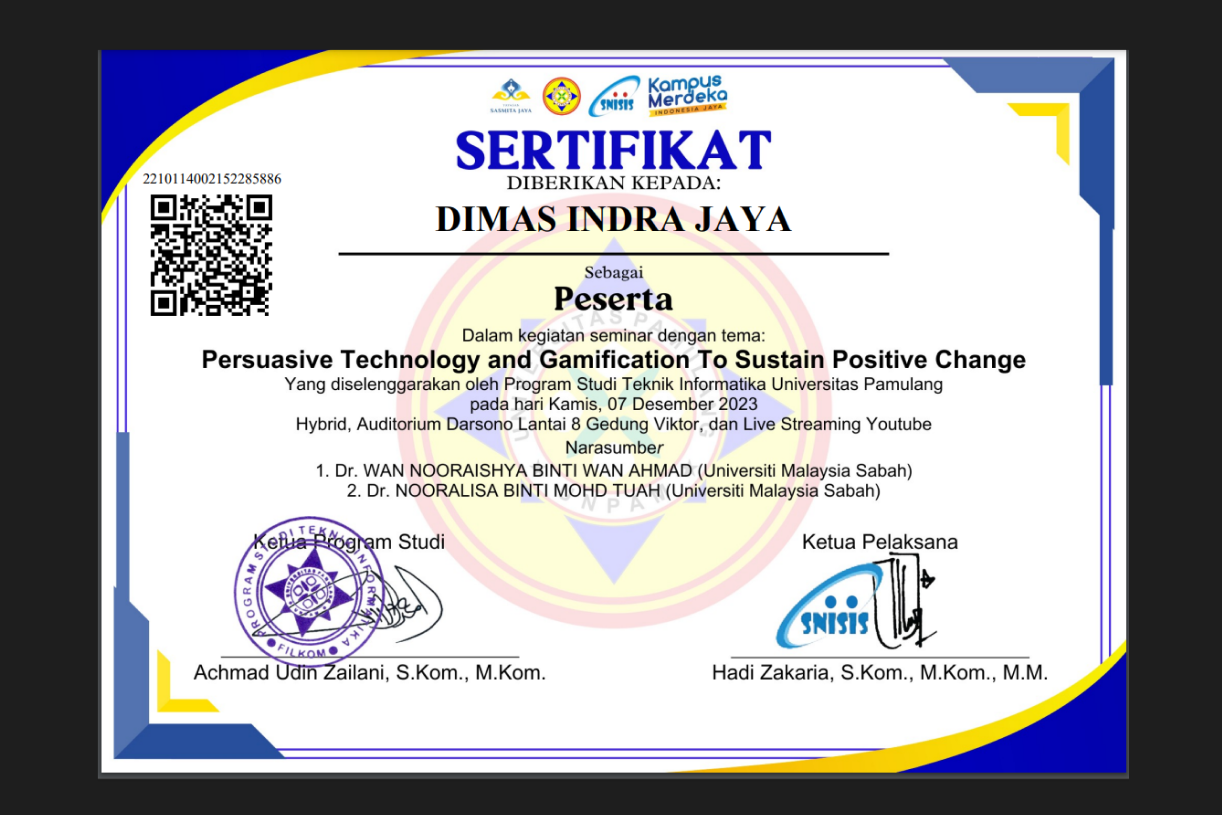 SASMITA JAYA
SNISIS
Kampus
Merdeka
INDONESIA JAYA
SERTIFIKAT
DIBERIKAN KEPADA:
2210114002152285886
DIMAS INDRA JAYA
Sebagai
Peserta
Dalam kegiatan seminar dengan tema:
Persuasive Technology and Gamification To Sustain Positive Change
Yang diselenggarakan oleh Program Studi Teknik Informatika Universitas Pamulang
pada hari Kamis, 07 Desember 2023
Hybrid, Auditorium Darsono Lantai 8 Gedung Viktor, dan Live Streaming Youtube
Narasumber
1. Dr. WAN NOORAISHYA BINTI WAN AHMAD (Universiti Malaysia Sabah)
2. Dr. NOORALISA BINTI MOHD TUAH (Universiti Malaysia Sabah)
UNIVERSITAS PAMULANG
UNPAM
Ketua Program Studi
PROGRAM STUDI TEKNIK INFORMATIKA
FILKOM
Achmad Udin Zailani, S.Kom., M.Kom.
Ketua Pelaksana
SNISIS
Hadi Zakaria, S.Kom., M.Kom., M.M.